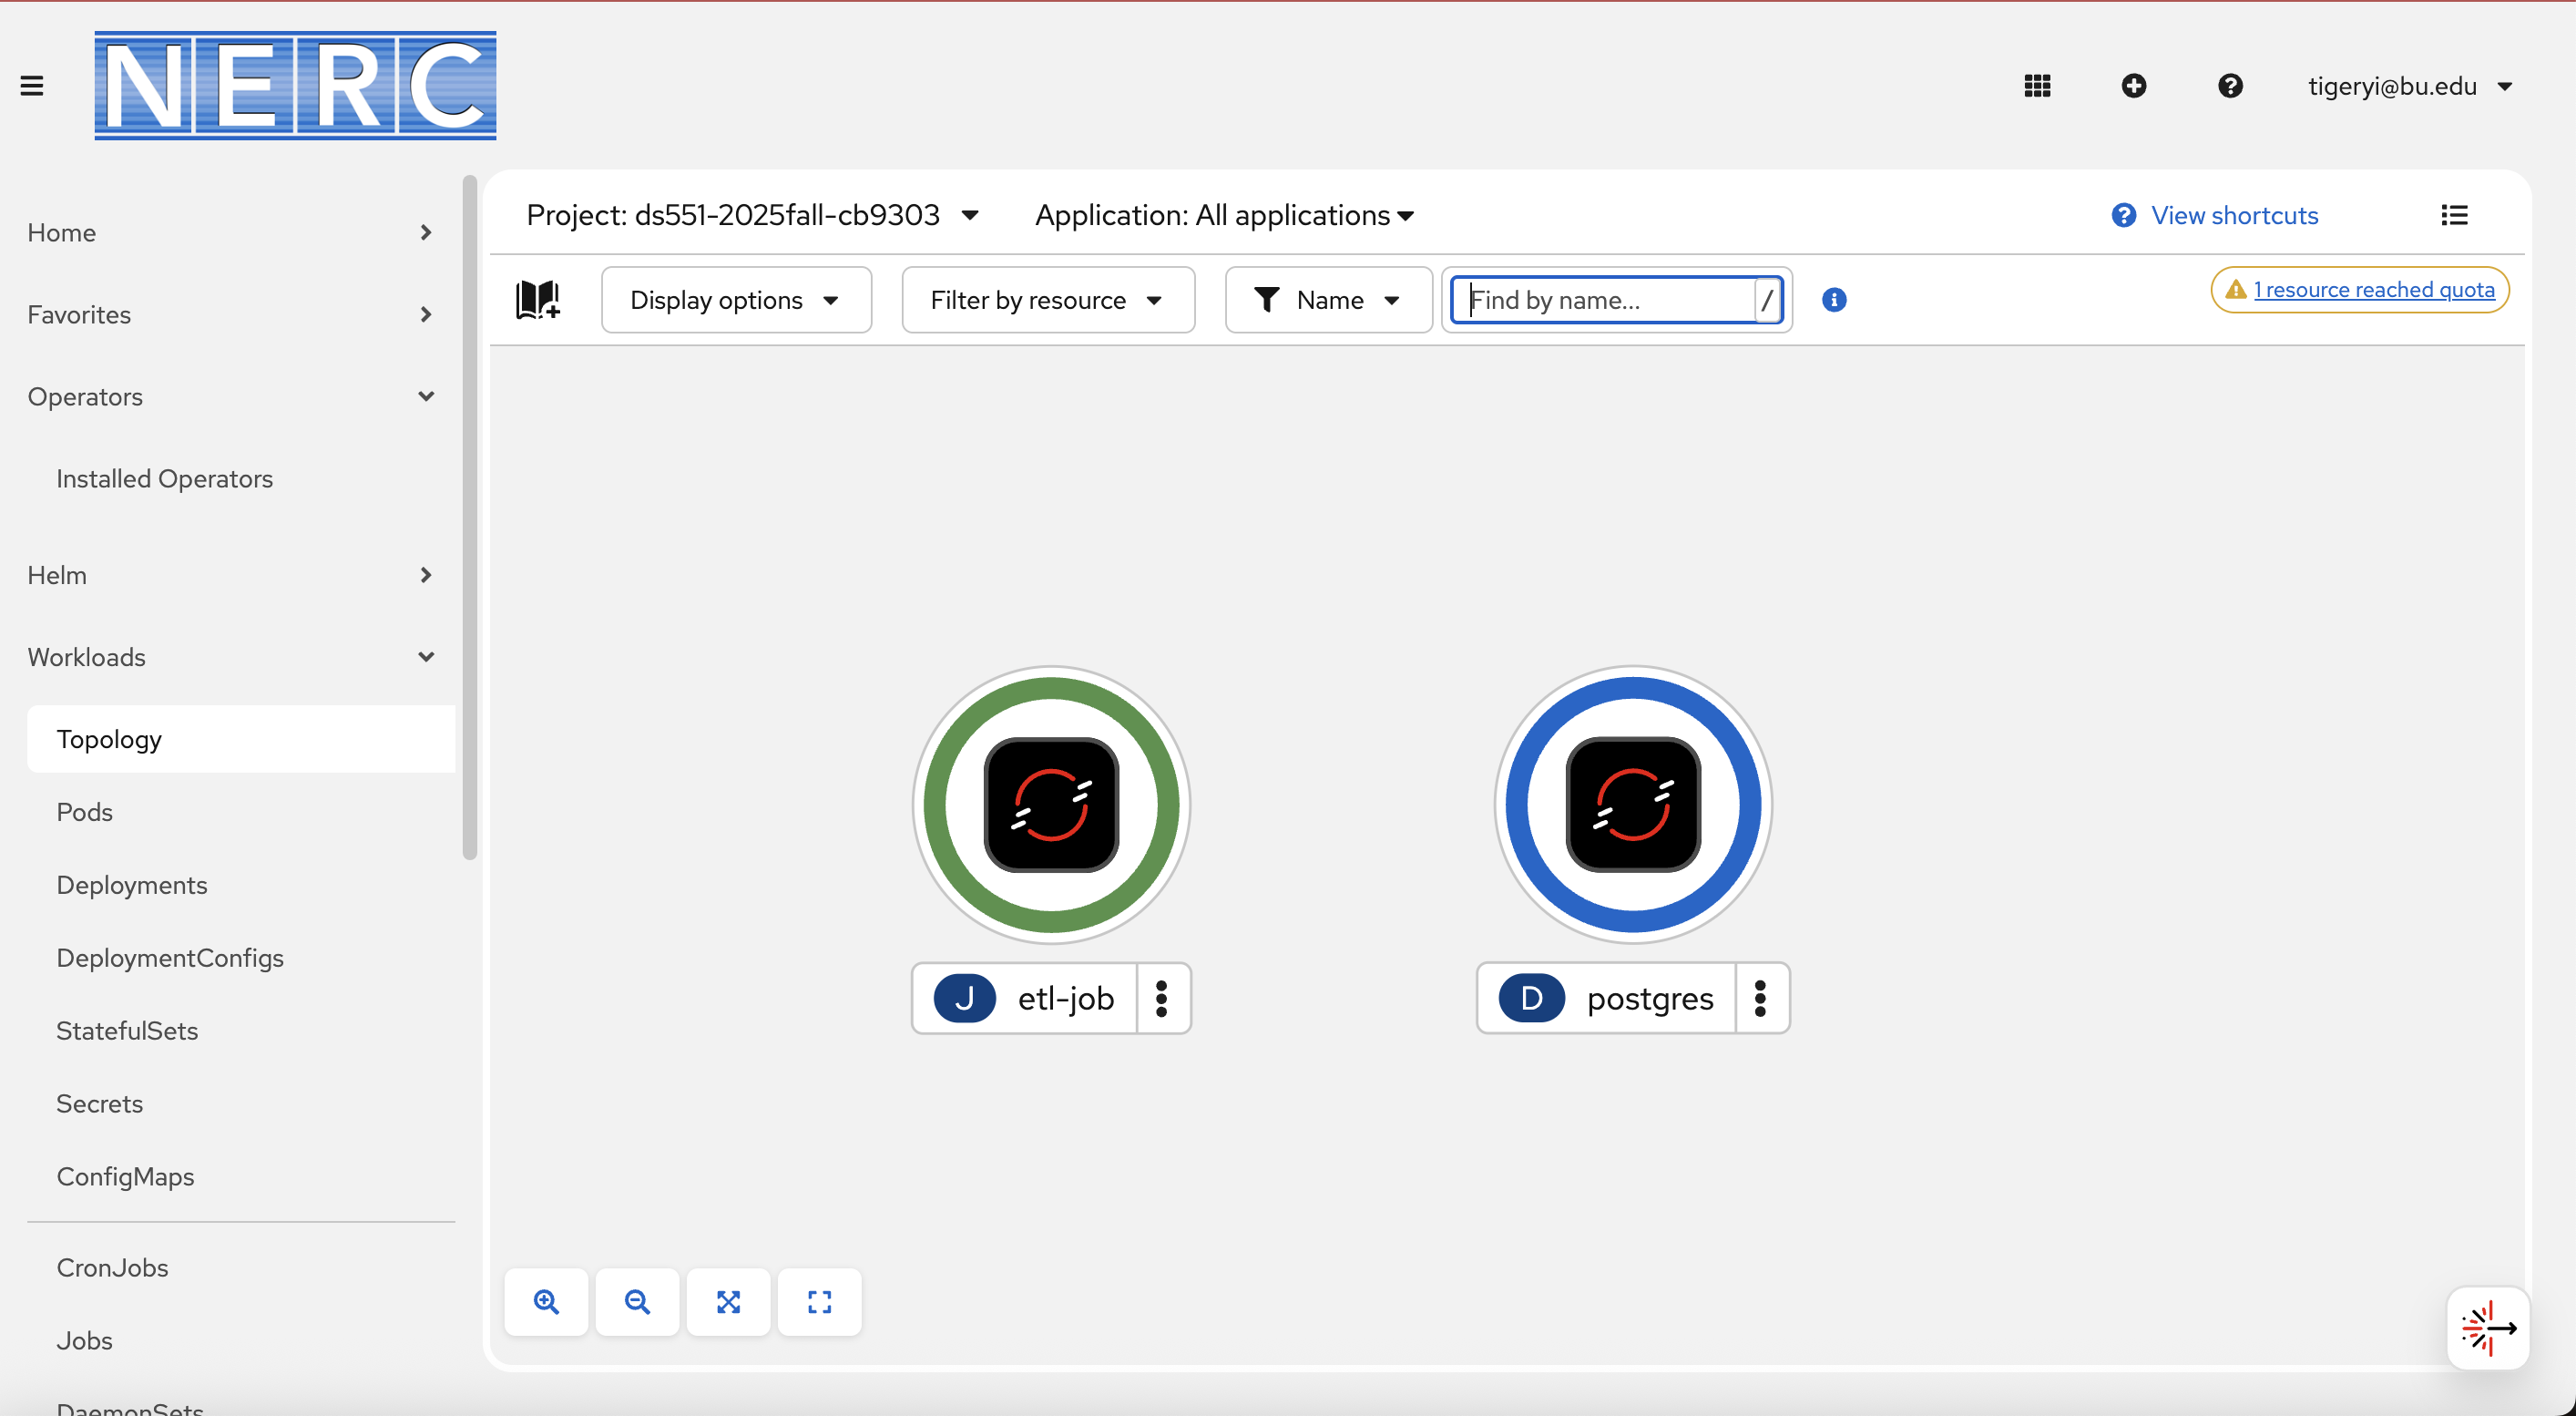 NERC
tigeryi@bu.edu
Home
Favorites
Operators
Installed Operators
Helm
Workloads
Topology
Pods
Deployments
DeploymentConfigs
StatefulSets
Secrets
ConfigMaps
CronJobs
Jobs
DaemonSets
Project: ds551-2025fall-cb9303
Application: All applications
View shortcuts
Display options
Filter by resource
Name
Find by name...
/
1 resource reached quota
J etl-job
D postgres